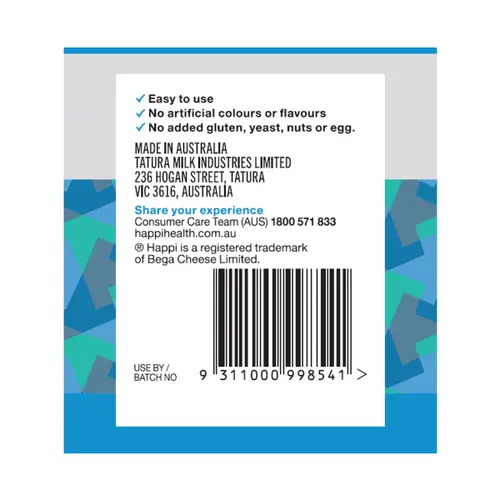 ✓ Easy to use
✓ No artificial colours or flavours
✓ No added gluten, yeast, nuts or egg.
MADE IN AUSTRALIA
TATURA MILK INDUSTRIES LIMITED
236 HOGAN STREET, TATURA
VIC 3616, AUSTRALIA
Share your experience
Consumer Care Team (AUS) 1800 571 833
happihealth.com.au
® Happi is a registered trademark
of Bega Cheese Limited.
USE BY /
BATCH NO
9 311000 998541 >